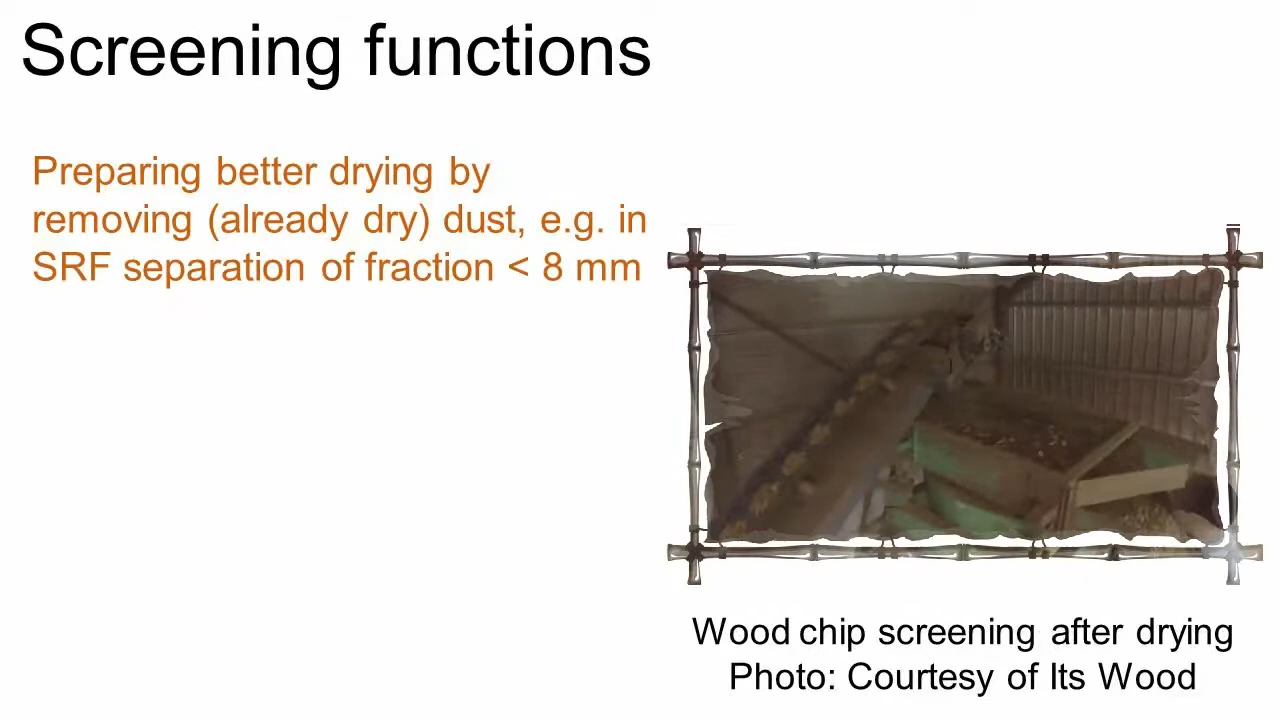 Screening functions
Preparing better drying by
removing (already dry) dust, e.g. in
SRF separation of fraction < 8 mm
Wood chip screening after drying
Photo: Courtesy of Its Wood